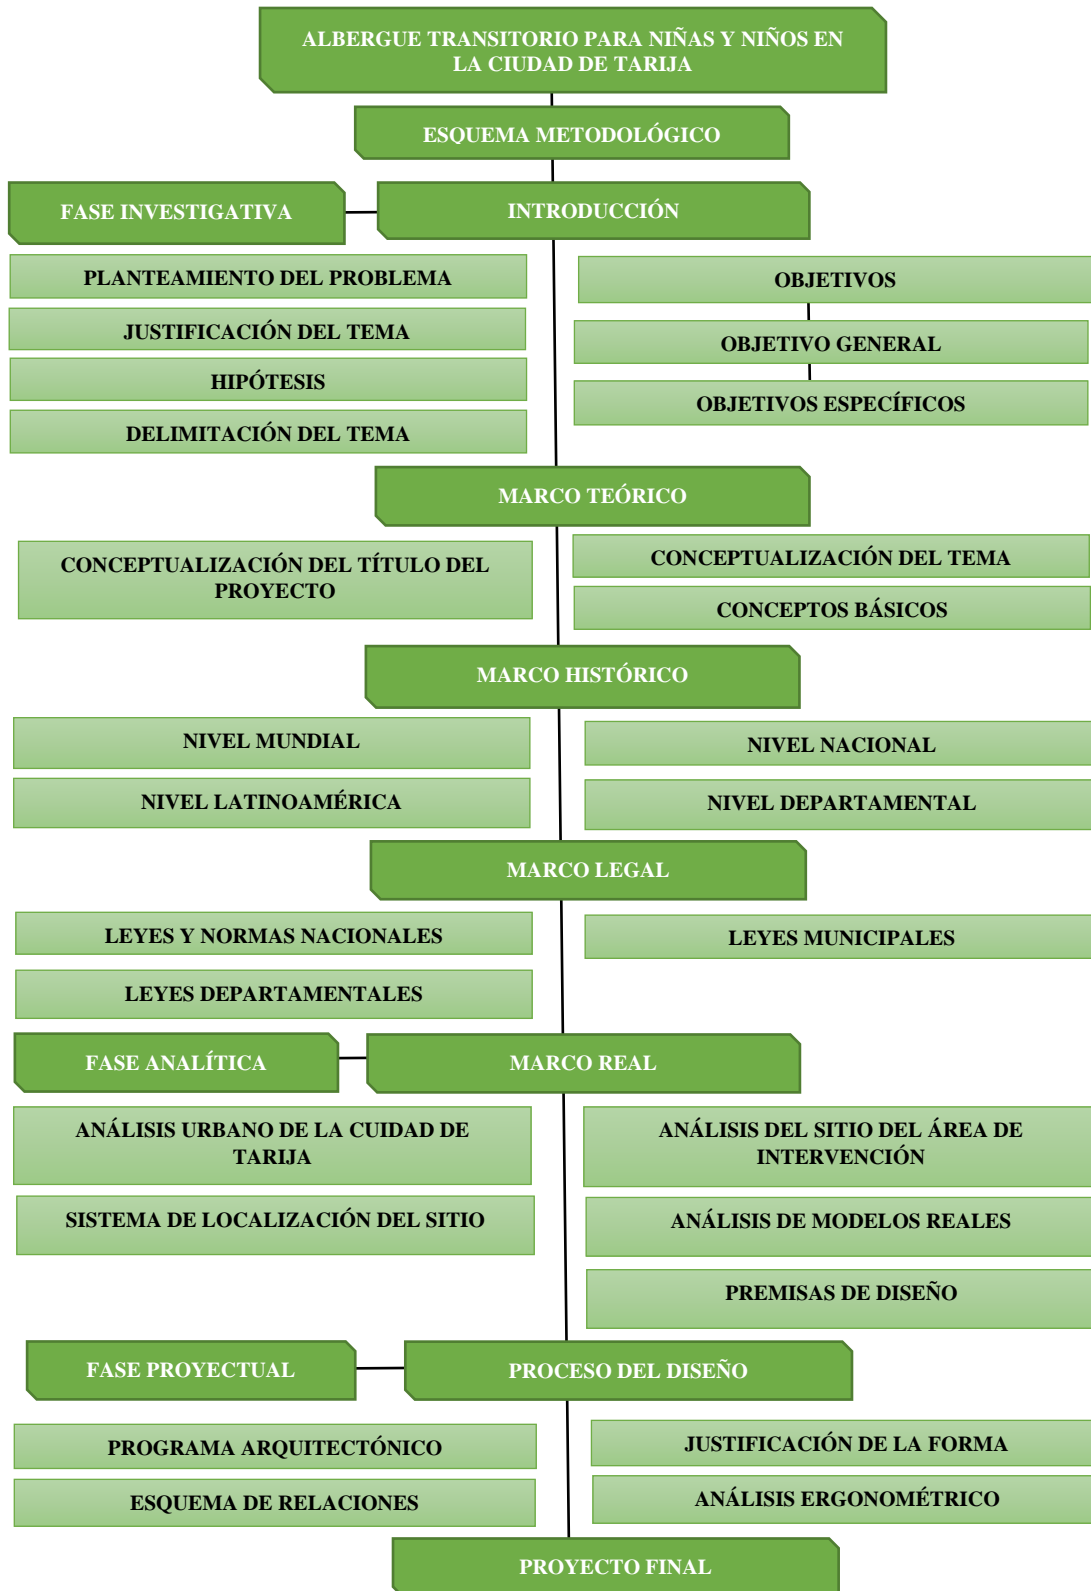 ALBERGUE TRANSITORIO PARA NIÑAS Y NIÑOS EN
LA CIUDAD DE TARIJA
ESQUEMA METODOLÓGICO
FASE INVESTIGATIVA
INTRODUCCIÓN
PLANTEAMIENTO DEL PROBLEMA
JUSTIFICACIÓN DEL TEMA
HIPÓTESIS
DELIMITACIÓN DEL TEMA
OBJETIVOS
OBJETIVO GENERAL
OBJETIVOS ESPECÍFICOS
MARCO TEÓRICO
CONCEPTUALIZACIÓN DEL TÍTULO DEL
PROYECTO
CONCEPTUALIZACIÓN DEL TEMA
CONCEPTOS BÁSICOS
MARCO HISTÓRICO
NIVEL MUNDIAL
NIVEL LATINOAMÉRICA
NIVEL NACIONAL
NIVEL DEPARTAMENTAL
MARCO LEGAL
LEYES Y NORMAS NACIONALES
LEYES DEPARTAMENTALES
LEYES MUNICIPALES
FASE ANALÍTICA
MARCO REAL
ANÁLISIS URBANO DE LA CUIDAD DE
TARIJA
SISTEMA DE LOCALIZACIÓN DEL SITIO
ANÁLISIS DEL SITIO DEL ÁREA DE
INTERVENCIÓN
ANÁLISIS DE MODELOS REALES
PREMISAS DE DISEÑO
FASE PROYECTUAL
PROCESO DEL DISEÑO
PROGRAMA ARQUITECTÓNICO
ESQUEMA DE RELACIONES
JUSTIFICACIÓN DE LA FORMA
ANÁLISIS ERGONOMÉTRICO
PROYECTO FINAL